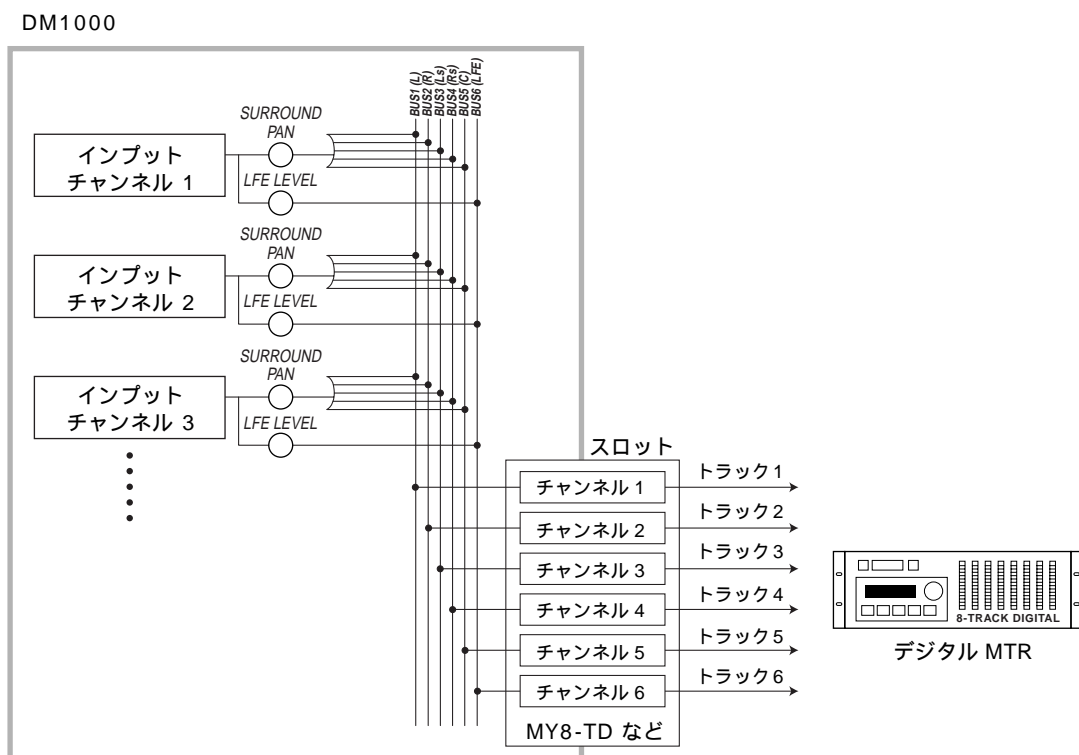 DM1000
BUS1 (L)
BUS2 (R)
BUS3 (Ls)
BUS4 (Rs)
BUS5 (C)
BUS6 (LFE)
インプット
チャンネル 1
SURROUND
PAN
LFE LEVEL
インプット
チャンネル 2
SURROUND
PAN
LFE LEVEL
インプット
チャンネル 3
SURROUND
PAN
LFE LEVEL
スロット
チャンネル 1
トラック1
チャンネル 2
トラック2
チャンネル 3
トラック3
チャンネル 4
トラック4
チャンネル 5
トラック5
チャンネル 6
トラック6
MY8-TD など
8-TRACK DIGITAL
デジタル MTR